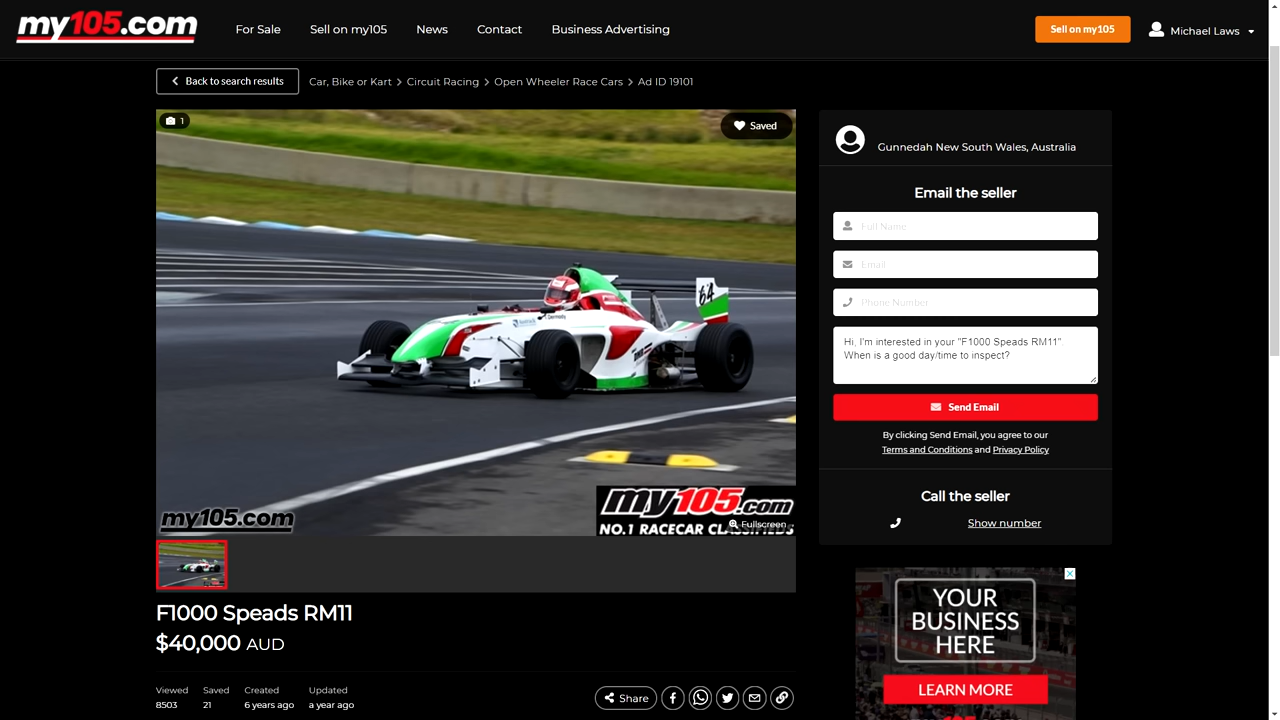 my105.com
For Sale
Sell on my105
News
Contact
Business Advertising
Sell on my105
Michael Laws
Back to search results
Car, Bike or Kart > Circuit Racing > Open Wheeler Race Cars > Ad ID 19101
1
Saved
64
my105.com
my105.com
NO.1 RACECAR CLASSIFIEDS
Fullscreen
F1000 Speads RM11
$40,000 AUD
Viewed
8503
Saved
21
Created
6 years ago
Updated
a year ago
Share
Gunnedah New South Wales, Australia
Email the seller
Full Name
Email
Phone Number
Hi, I'm interested in your "F1000 Speads RM11"
When is a good day/time to inspect?
Send Email
By clicking Send Email, you agree to our
Terms and Conditions and Privacy Policy
Call the seller
Show number
YOUR
BUSINESS
HERE
LEARN MORE